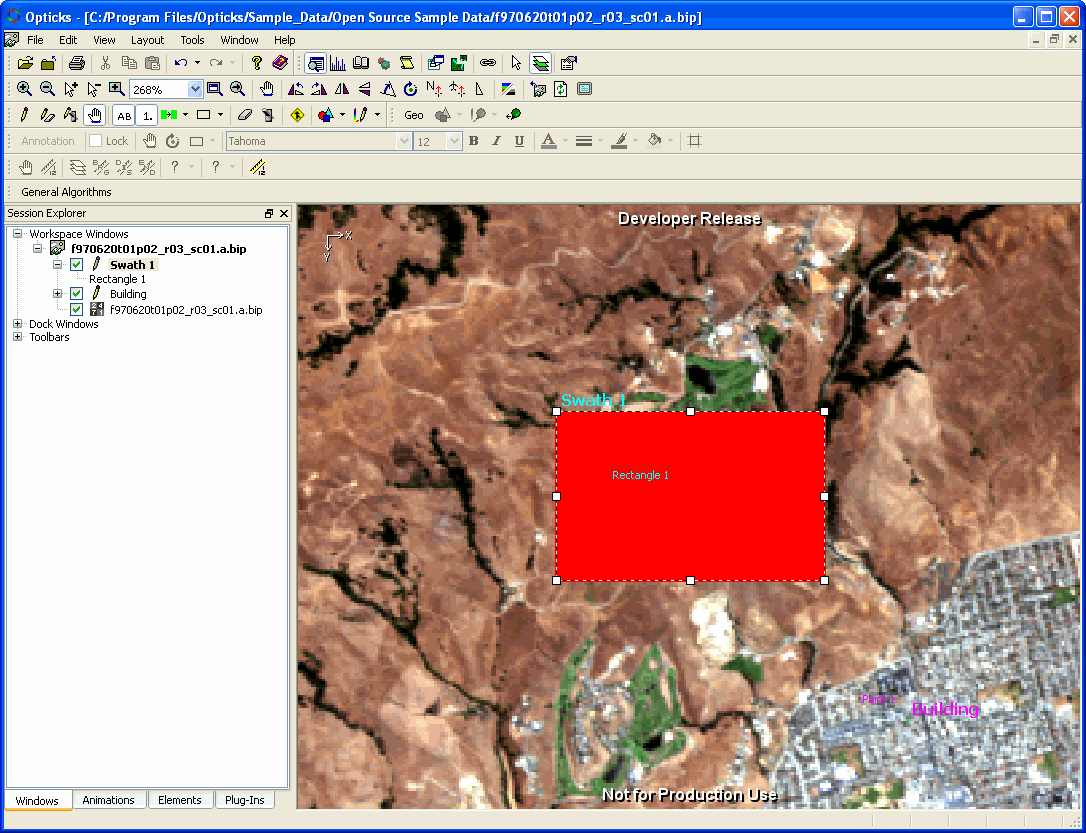 Opticks - [C:/Program Files/Opticks/Sample_Data/Open Source Sample Data/f970620t01p02_r03_sc01.a.bip]
File Edit View Layout Tools Window Help
268%
AB 1. Geo
Annotation Lock Tahoma 12 B I U
General Algorithms
Session Explorer
Workspace Windows
f970620t01p02_r03_sc01.a.bip
Swath 1
Rectangle 1
Building
f970620t01p02_r03_sc01.a.bip
Dock Windows
Toolbars
Developer Release
X
Y
Swath 1
Rectangle 1
Building
Not for Production Use
Windows Animations Elements Plug-Ins